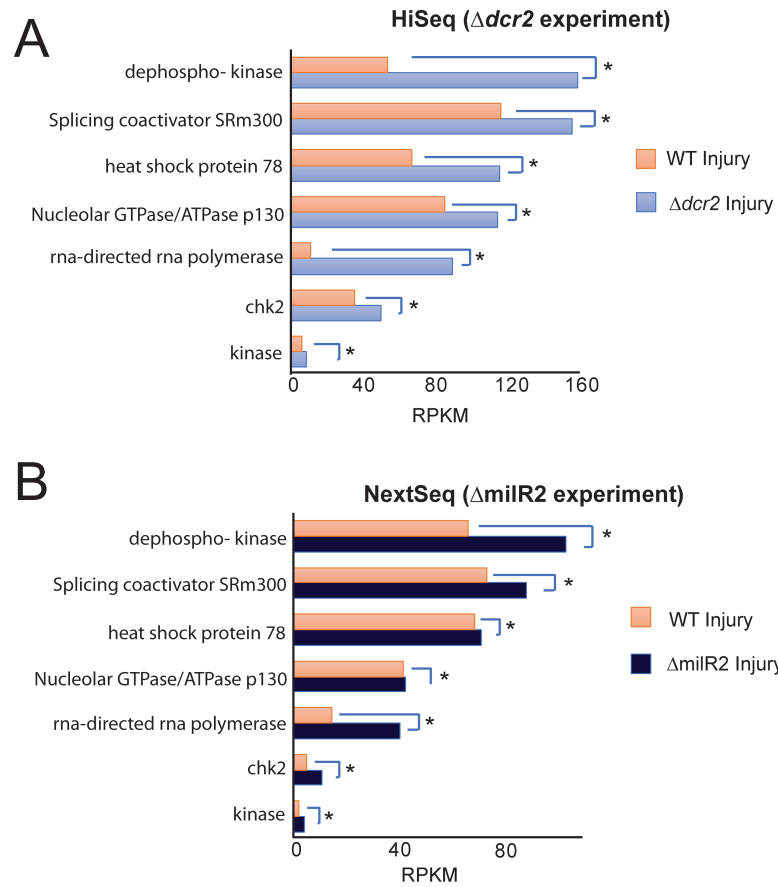 A
HiSeq (Δdcr2 experiment)
dephospho- kinase
*
Splicing coactivator SRm300
*
heat shock protein 78
*
WT Injury
Nucleolar GTPase/ATPase p130
*
Δdcr2 Injury
rna-directed rna polymerase
*
chk2
*
kinase
*
0 40 80 120 160
RPKM
B
NextSeq (ΔmilR2 experiment)
dephospho- kinase
*
Splicing coactivator SRm300
*
heat shock protein 78
*
WT Injury
Nucleolar GTPase/ATPase p130
*
ΔmilR2 Injury
rna-directed rna polymerase
*
chk2
*
kinase
*
0 40 80
RPKM